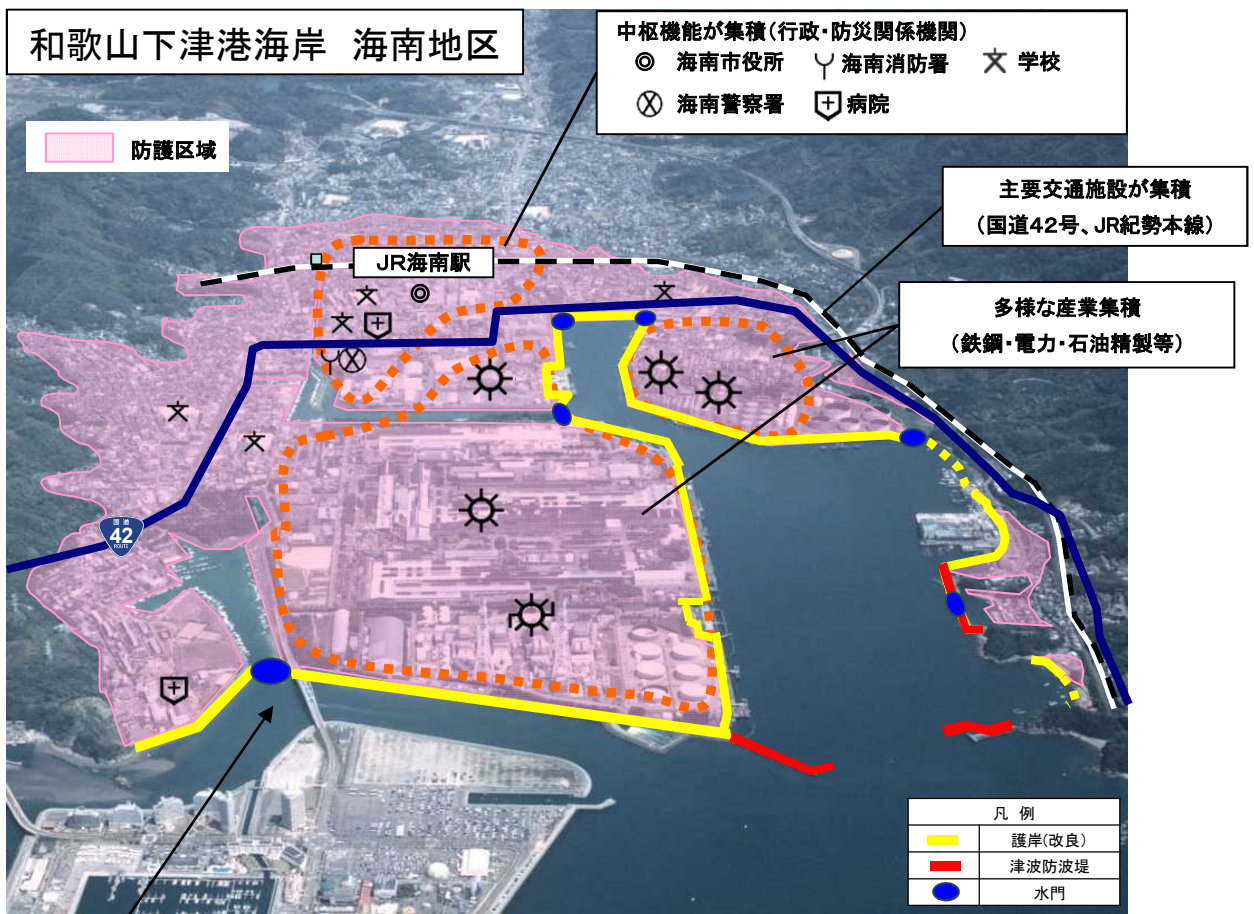 和歌山下津港海岸 海南地区
中枢機能が集積(行政・防災関係機関)
◎ 海南市役所 海南消防署 学校
海南警察署 病院
防護区域
主要交通施設が集積
(国道42号、JR紀勢本線)
JR海南駅
多様な産業集積
(鉄鋼・電力・石油精製等)
国道
42
ROUTE
凡 例
護岸(改良)
津波防波堤
水門